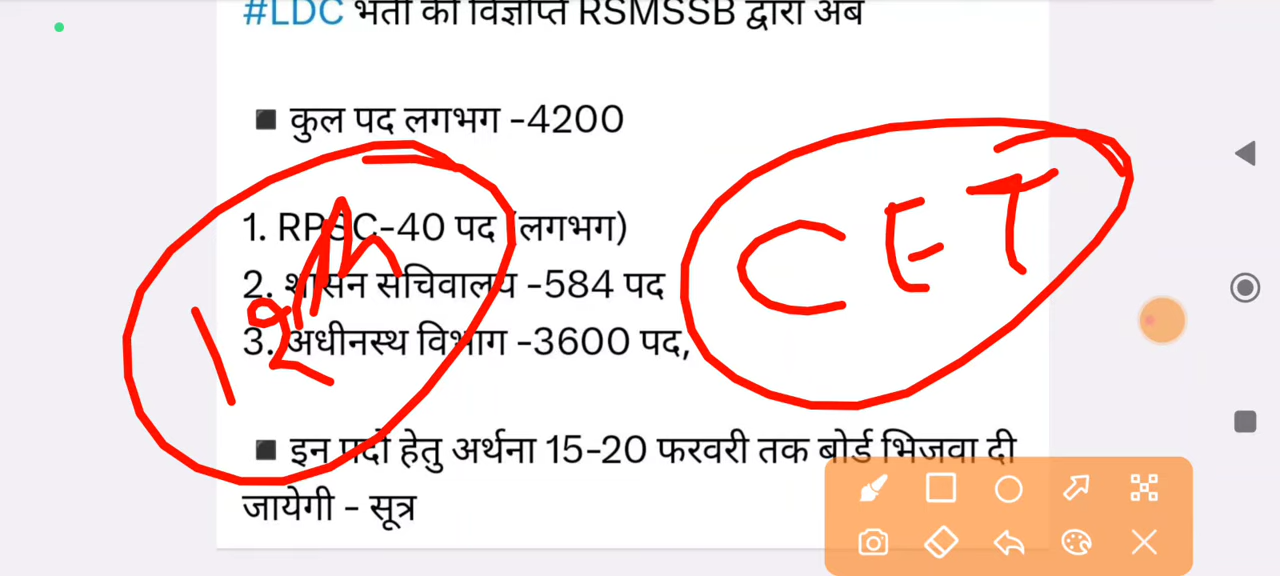 #LDC भर्ती की विज्ञप्ति RSMSSB द्वारा अब
◾ कुल पद लगभग -4200
1. RPSC-40 पद (लगभग)
2. शासन सचिवालय -584 पद
3. अधीनस्थ विभाग -3600 पद,
12th
CET
◾ इन पदों हेतु अर्थना 15-20 फरवरी तक बोर्ड भिजवा दी
जायेगी - सूत्र